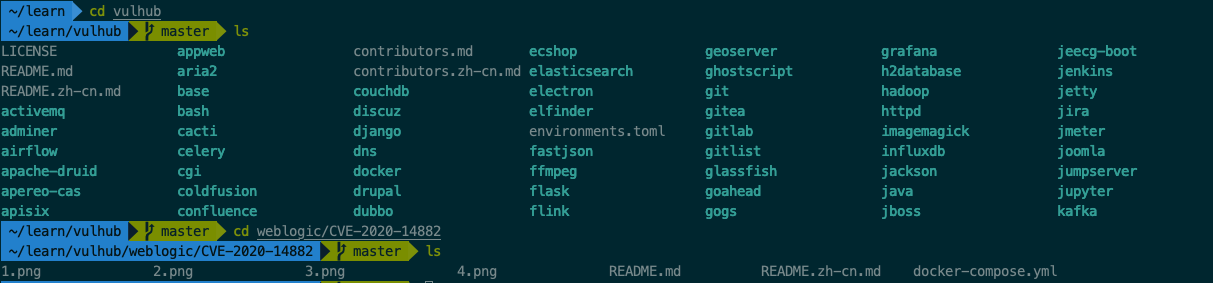 ~/learn cd vulhub
~/learn/vulhub master ls
LICENSE appweb contributors.md ecshop geoserver grafana jeecg-boot
README.md aria2 contributors.zh-cn.md elasticsearch ghostscript h2database jenkins
README.zh-cn.md base couchdb electron git hadoop jetty
activemq bash discuz elfinder gitea httpd jira
adminer cacti django environments.toml gitlab imagemagick jmeter
airflow celery dns fastjson gitlist influxdb joomla
apache-druid cgi docker ffmpeg glassfish jackson jumpserver
apereo-cas coldfusion drupal flask goahead java jupyter
apisix confluence dubbo flink gogs jboss kafka
~/learn/vulhub master cd weblogic/CVE-2020-14882
~/learn/vulhub/weblogic/CVE-2020-14882 master ls
1.png 2.png 3.png 4.png README.md README.zh-cn.md docker-compose.yml